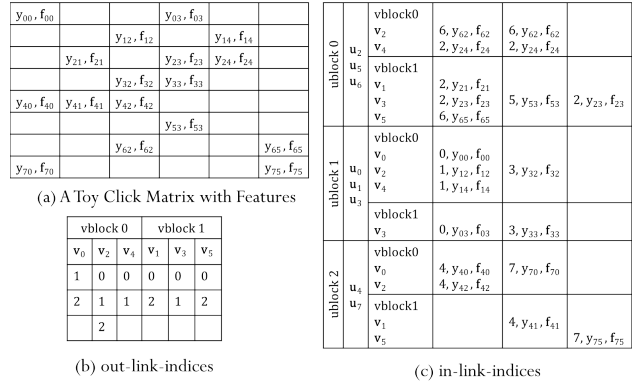 y₀₀, f₀₀ y₀₃, f₀₃
y₁₂, f₁₂ y₁₄, f₁₄
y₂₁, f₂₁ y₂₃, f₂₃ y₂₄, f₂₄
y₃₂, f₃₂ y₃₃, f₃₃
y₄₀, f₄₀ y₄₁, f₄₁ y₄₂, f₄₂
y₅₃, f₅₃
y₆₂, f₆₂ y₆₅, f₆₅
y₇₀, f₇₀ y₇₅, f₇₅
(a) A Toy Click Matrix with Features
vblock 0 vblock 1
v₀ v₂ v₄ v₁ v₃ v₅
1 0 0 0 0 0
2 1 1 2 1 2
2
(b) out-link-indices
ublock 0
u₂
u₅
u₆
vblock0
v₂ 6, y₆₂, f₆₂ 6, y₆₂, f₆₂
v₄ 2, y₂₄, f₂₄ 2, y₂₄, f₂₄
vblock1
v₁ 2, y₂₁, f₂₁
v₃ 2, y₂₃, f₂₃ 5, y₅₃, f₅₃ 2, y₂₃, f₂₃
v₅ 6, y₆₅, f₆₅
ublock 1
u₀
u₁
u₃
vblock0
v₀ 0, y₀₀, f₀₀
v₂ 1, y₁₂, f₁₂ 3, y₃₂, f₃₂
v₄ 1, y₁₄, f₁₄
vblock1
v₃ 0, y₀₃, f₀₃ 3, y₃₃, f₃₃
ublock 2
u₄
u₇
vblock0
v₀ 4, y₄₀, f₄₀ 7, y₇₀, f₇₀
v₂ 4, y₄₂, f₄₂
vblock1
v₁ 4, y₄₁, f₄₁
v₅ 7, y₇₅, f₇₅
(c) in-link-indices